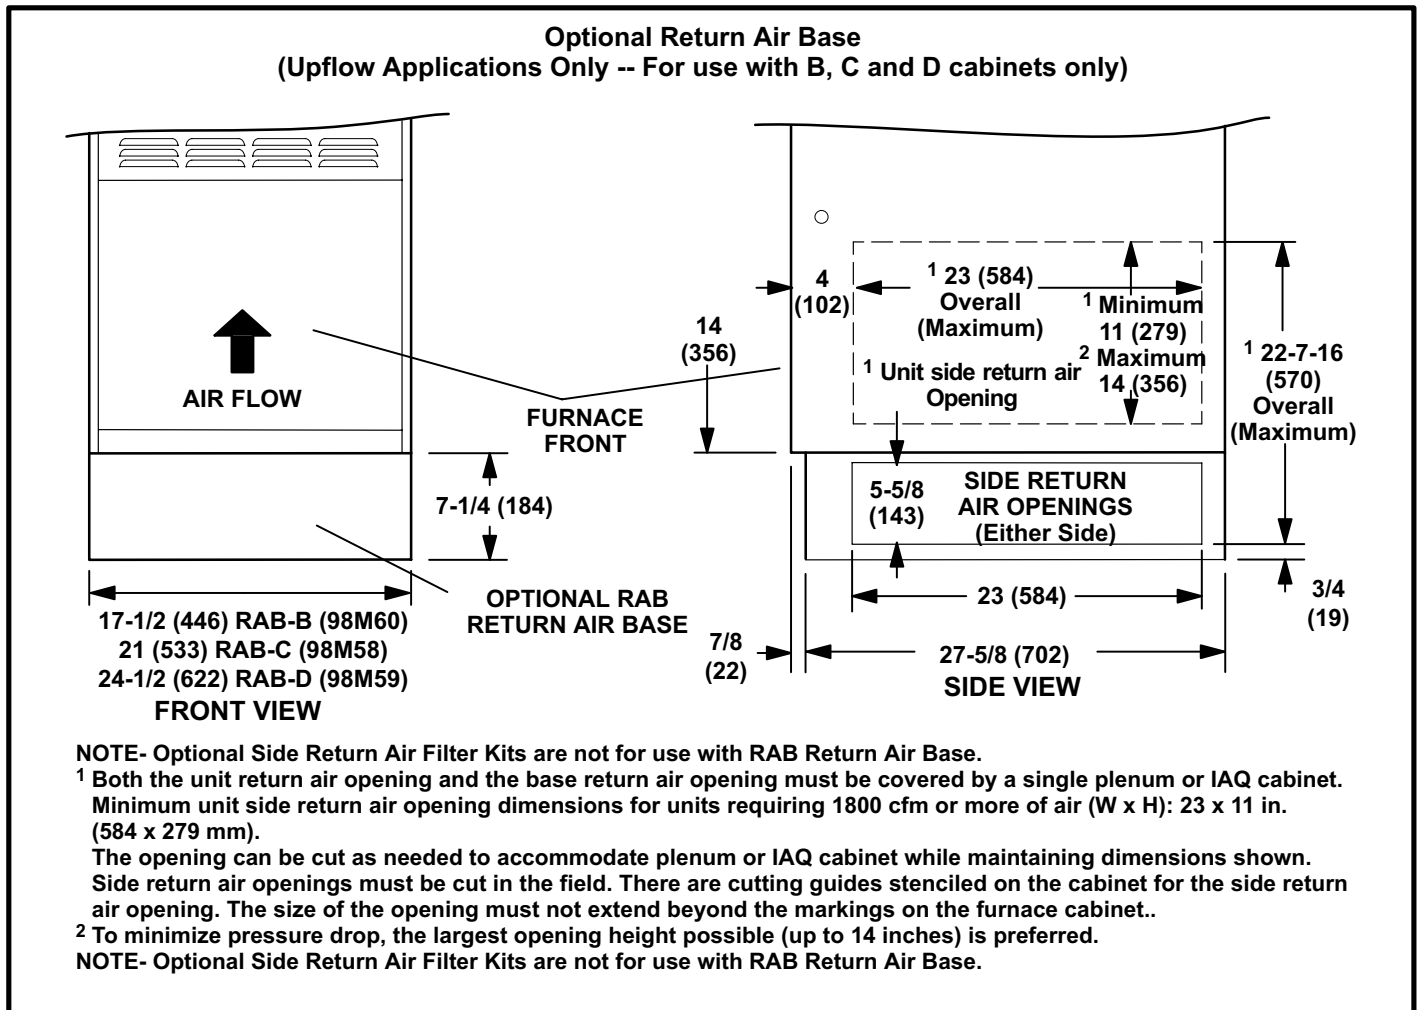 Optional Return Air Base
(Upflow Applications Only -- For use with B, C and D cabinets only)
AIR FLOW
FURNACE
FRONT
7-1/4 (184)
OPTIONAL RAB
RETURN AIR BASE
17-1/2 (446) RAB-B (98M60)
21 (533) RAB-C (98M58)
24-1/2 (622) RAB-D (98M59)
FRONT VIEW
14
(356)
4
(102)
1 23 (584)
Overall
(Maximum)
1 Minimum
11 (279)
2 Maximum
14 (356)
1 Unit side return air
Opening
1 22-7-16
(570)
Overall
(Maximum)
5-5/8
(143)
SIDE RETURN
AIR OPENINGS
(Either Side)
23 (584)
3/4
(19)
7/8
(22)
27-5/8 (702)
SIDE VIEW
NOTE- Optional Side Return Air Filter Kits are not for use with RAB Return Air Base.
1 Both the unit return air opening and the base return air opening must be covered by a single plenum or IAQ cabinet.
Minimum unit side return air opening dimensions for units requiring 1800 cfm or more of air (W x H): 23 x 11 in.
(584 x 279 mm).
The opening can be cut as needed to accommodate plenum or IAQ cabinet while maintaining dimensions shown.
Side return air openings must be cut in the field. There are cutting guides stenciled on the cabinet for the side return
air opening. The size of the opening must not extend beyond the markings on the furnace cabinet..
2 To minimize pressure drop, the largest opening height possible (up to 14 inches) is preferred.
NOTE- Optional Side Return Air Filter Kits are not for use with RAB Return Air Base.